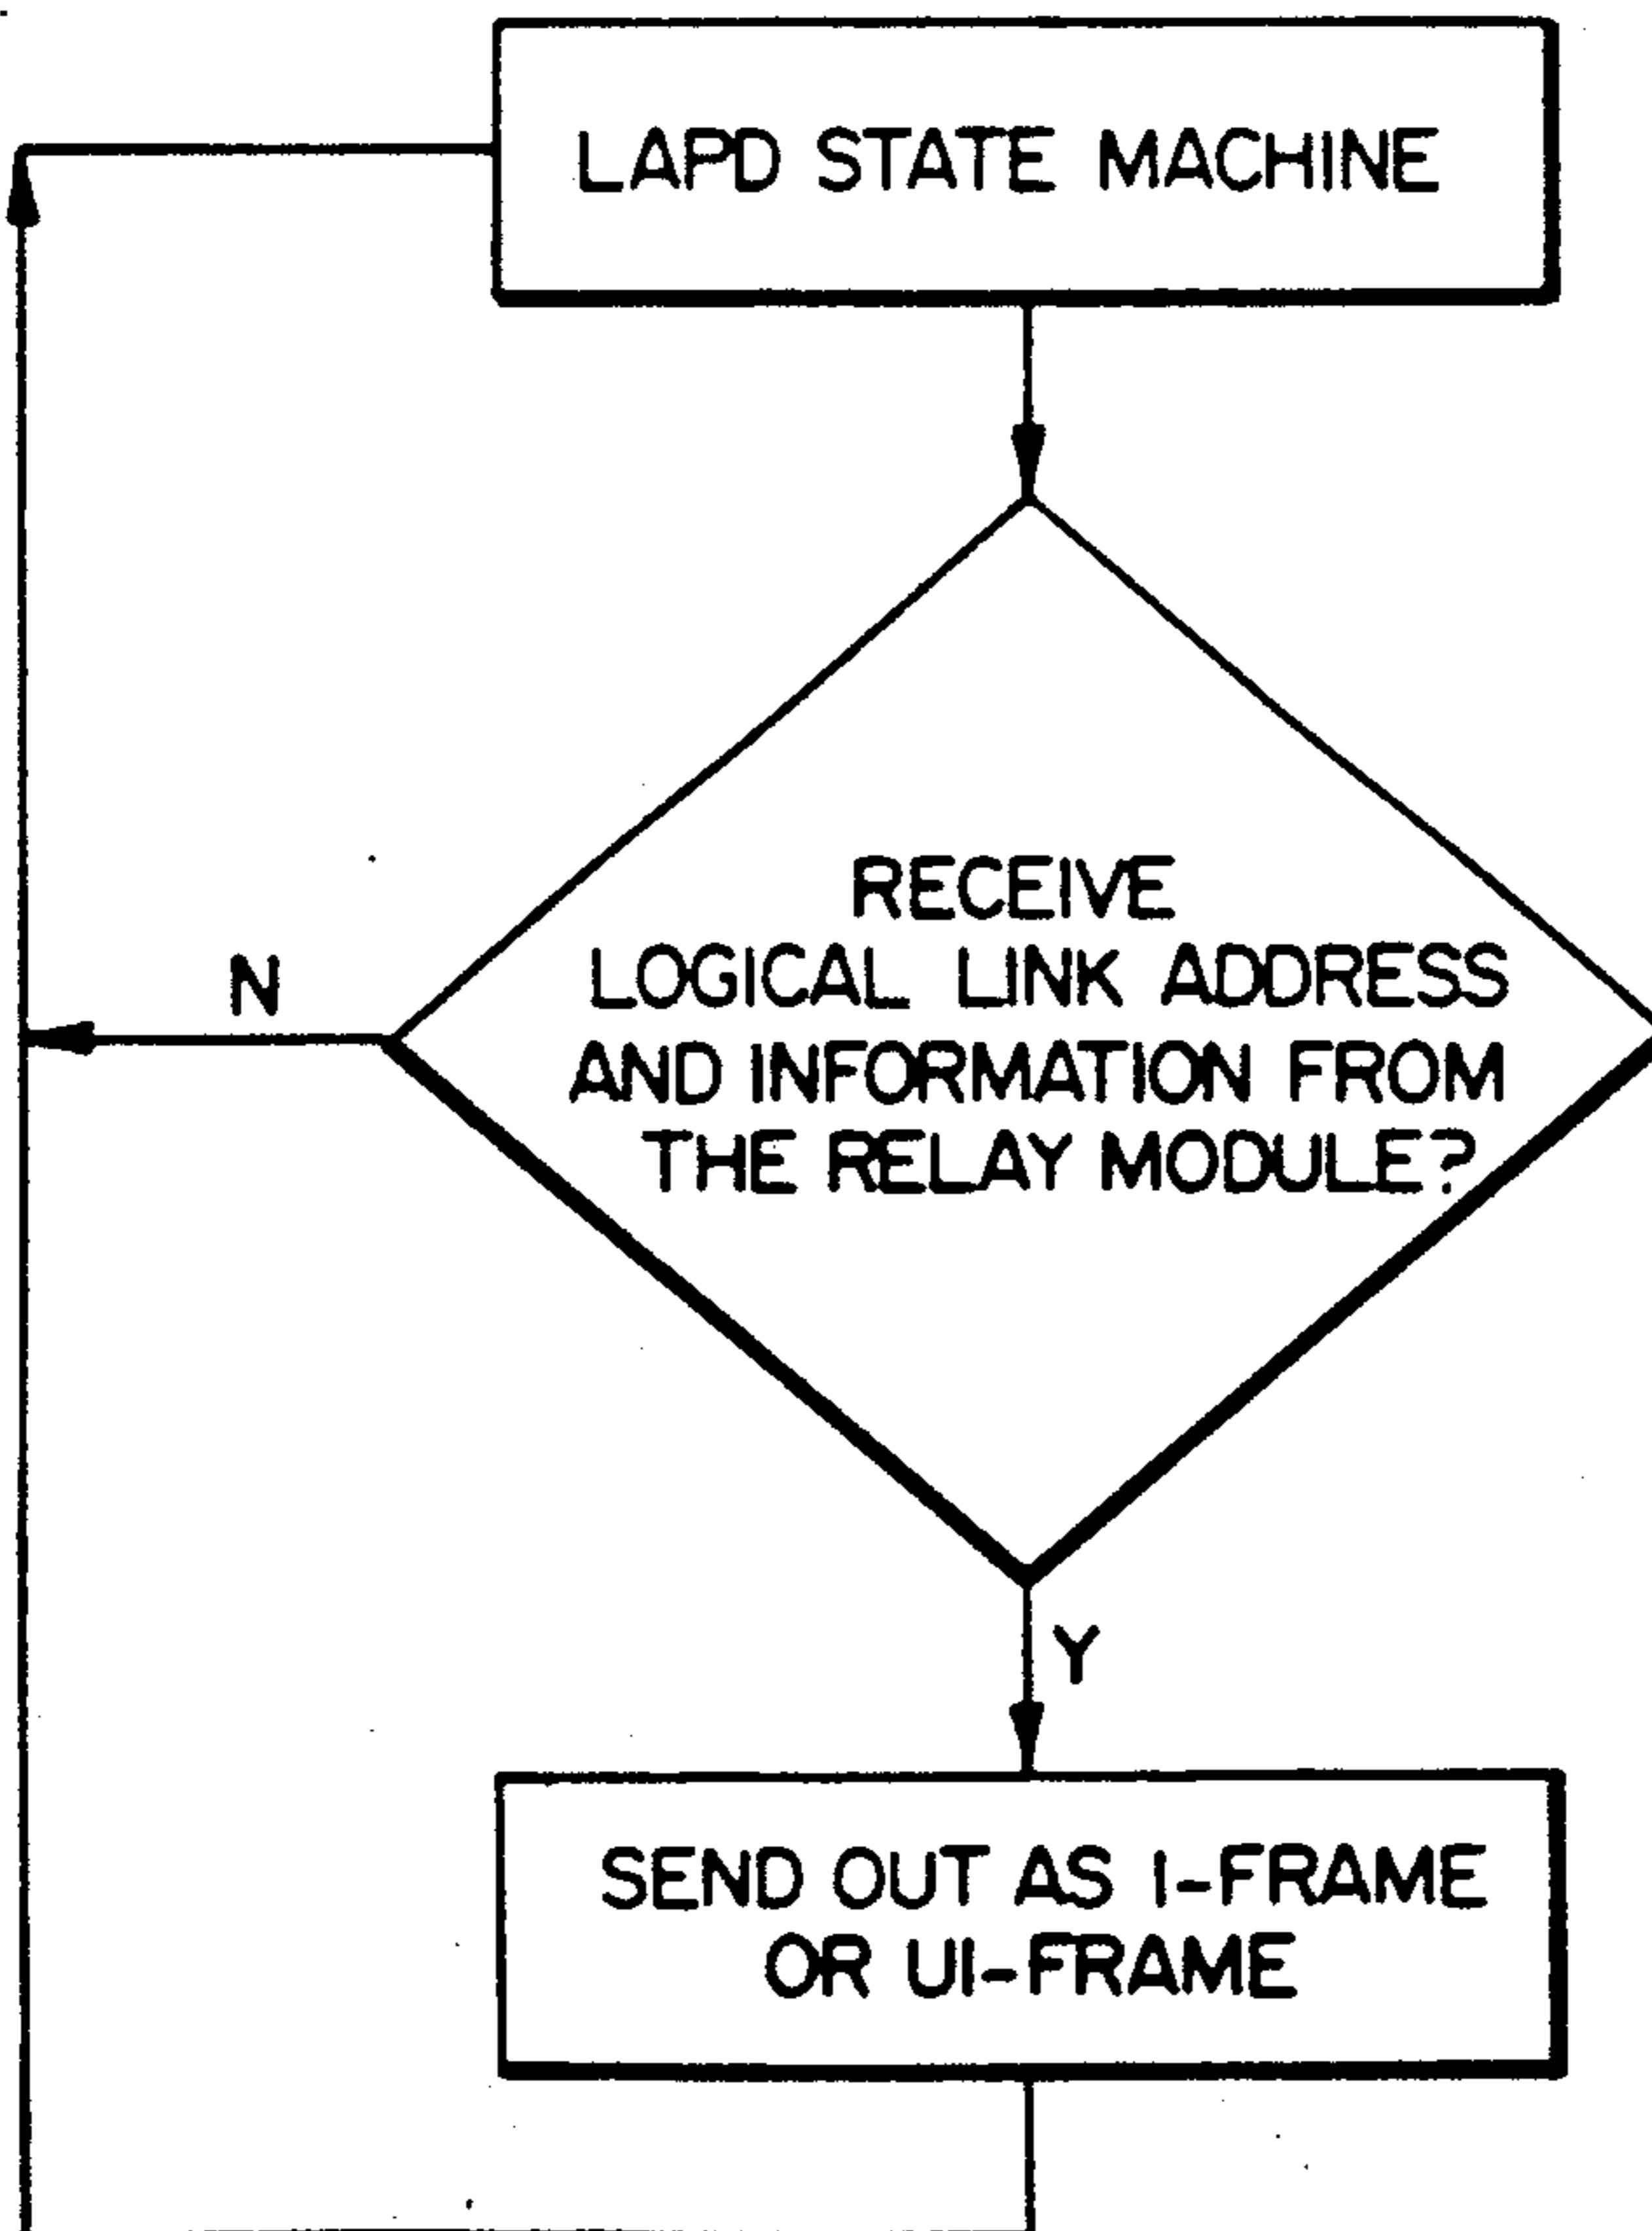 LAPD STATE MACHINE
RECEIVE
LOGICAL LINK ADDRESS
AND INFORMATION FROM
THE RELAY MODULE?
N
Y
SEND OUT AS I-FRAME
OR UI-FRAME